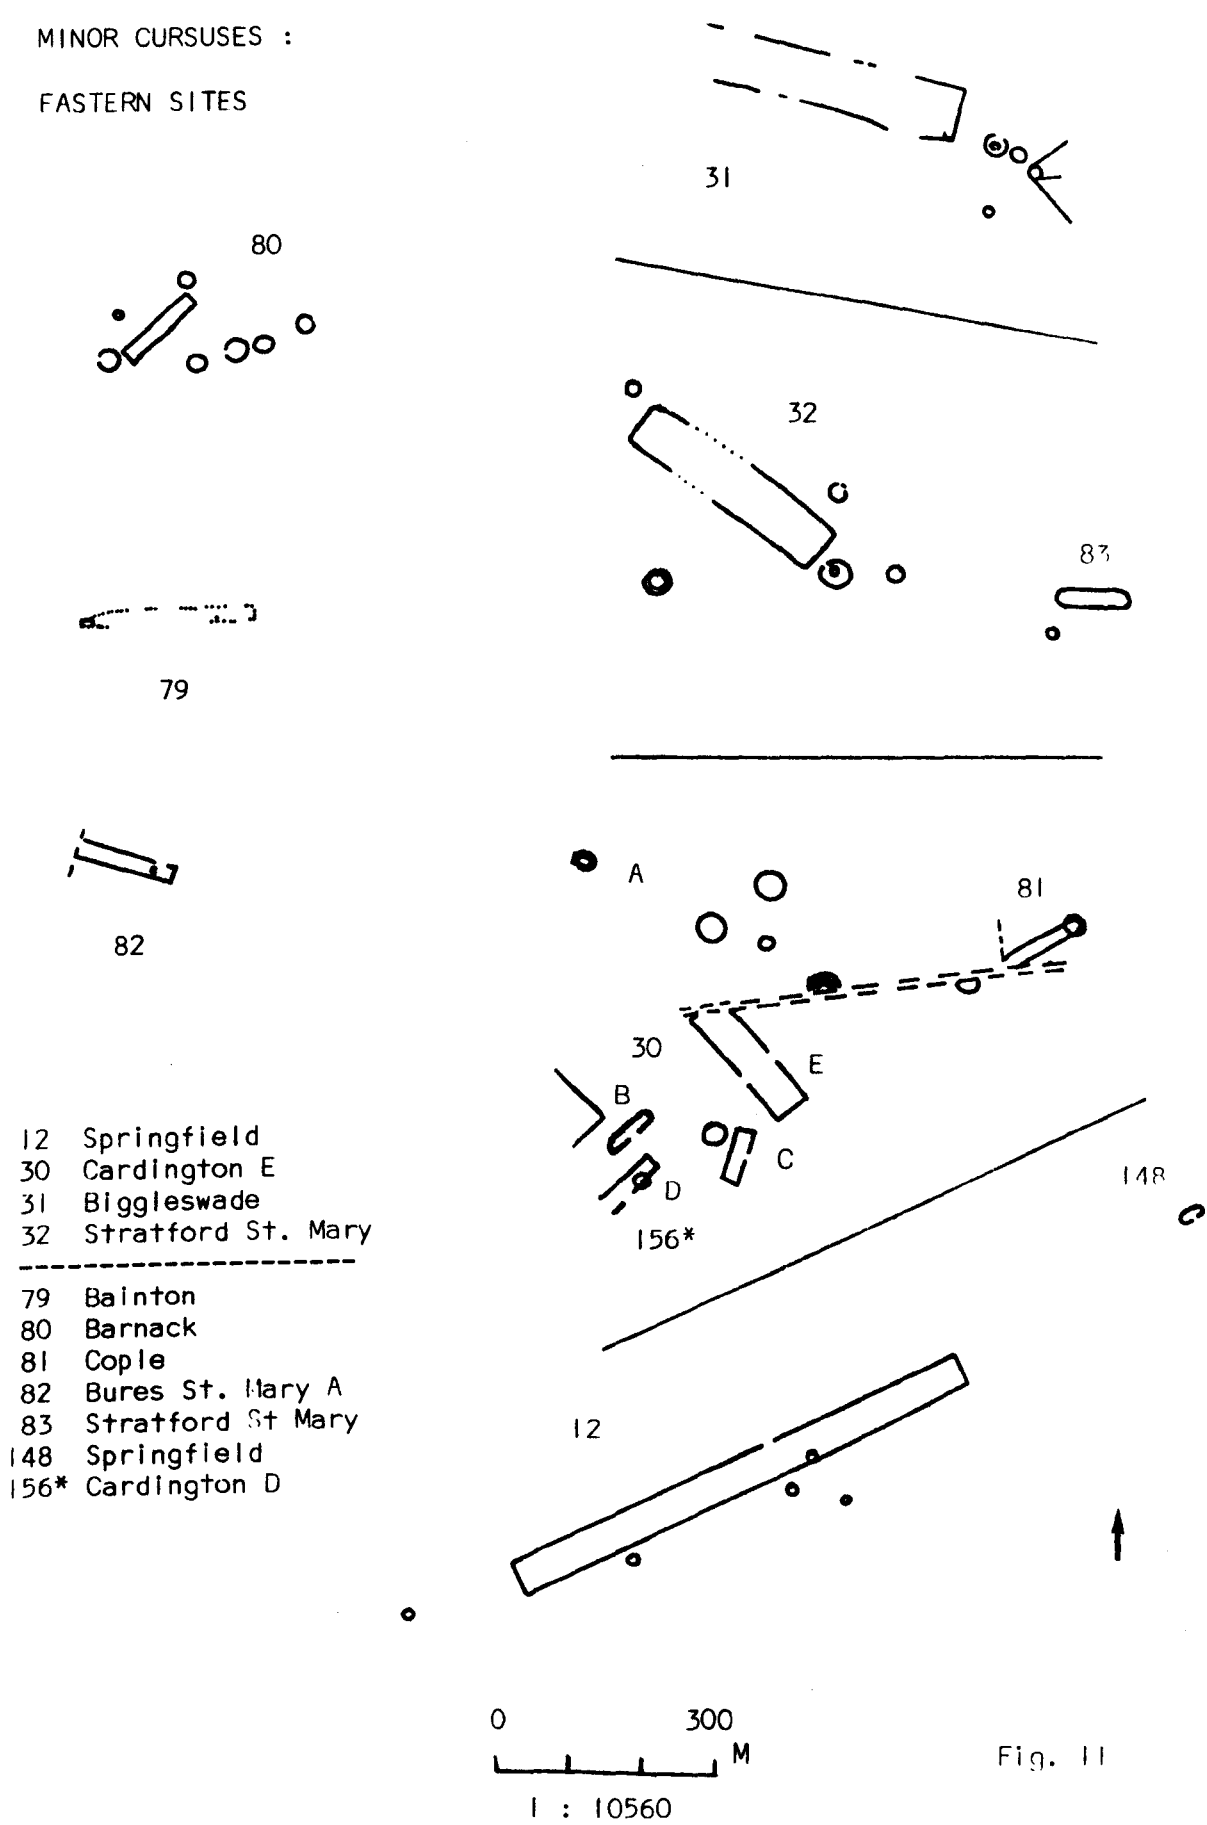 MINOR CURSUSES :
FASTERN SITES
31
80
32
83
79
A
81
82
30
E
B
C
D
148
156*
12 Springfield
30 Cardington E
31 Biggleswade
32 Stratford St. Mary
79 Bainton
80 Barnack
81 Cople
82 Bures St. Mary A
83 Stratford St Mary
148 Springfield
156* Cardington D
12
0 300
M
1 : 10560
Fig. 11